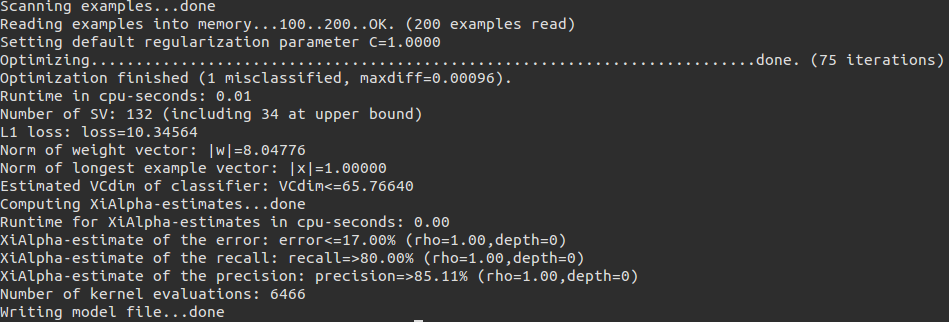 Scanning examples...done
Reading examples into memory...100..200..OK. (200 examples read)
Setting default regularization parameter C=1.0000
Optimizing...........................................................................done. (75 iterations)
Optimization finished (1 misclassified, maxdiff=0.00096).
Runtime in cpu-seconds: 0.01
Number of SV: 132 (including 34 at upper bound)
L1 loss: loss=10.34564
Norm of weight vector: |w|=8.04776
Norm of longest example vector: |x|=1.00000
Estimated VCdim of classifier: VCdim<=65.76640
Computing XiAlpha-estimates...done
Runtime for XiAlpha-estimates in cpu-seconds: 0.00
XiAlpha-estimate of the error: error<=17.00% (rho=1.00,depth=0)
XiAlpha-estimate of the recall: recall=>80.00% (rho=1.00,depth=0)
XiAlpha-estimate of the precision: precision=>85.11% (rho=1.00,depth=0)
Number of kernel evaluations: 6466
Writing model file...done